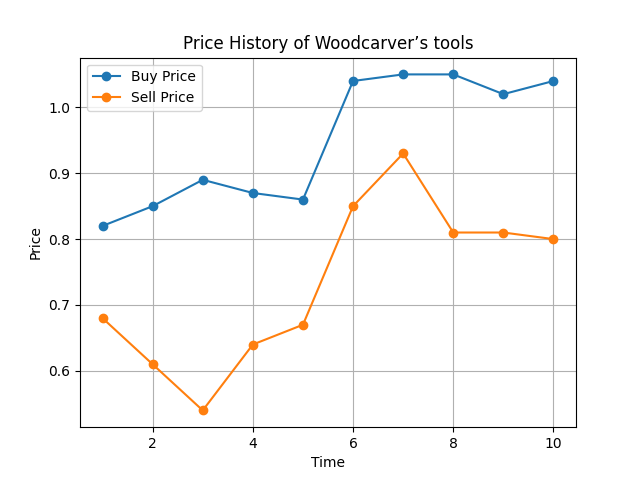 Price History of Woodcarver’s tools
Buy Price
Sell Price
1.0
0.9
0.8
0.7
0.6
Price
2 4 6 8 10
Time